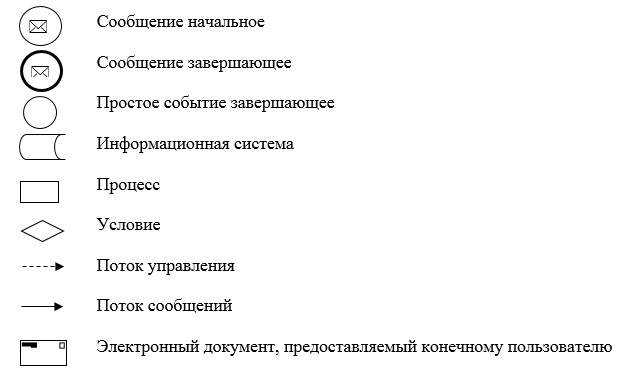 Сообщение начальное
Сообщение завершающее
Простое событие завершающее
Информационная система
Процесс
Условие
Поток управления
Поток сообщений
Электронный документ, предоставляемый конечному пользователю